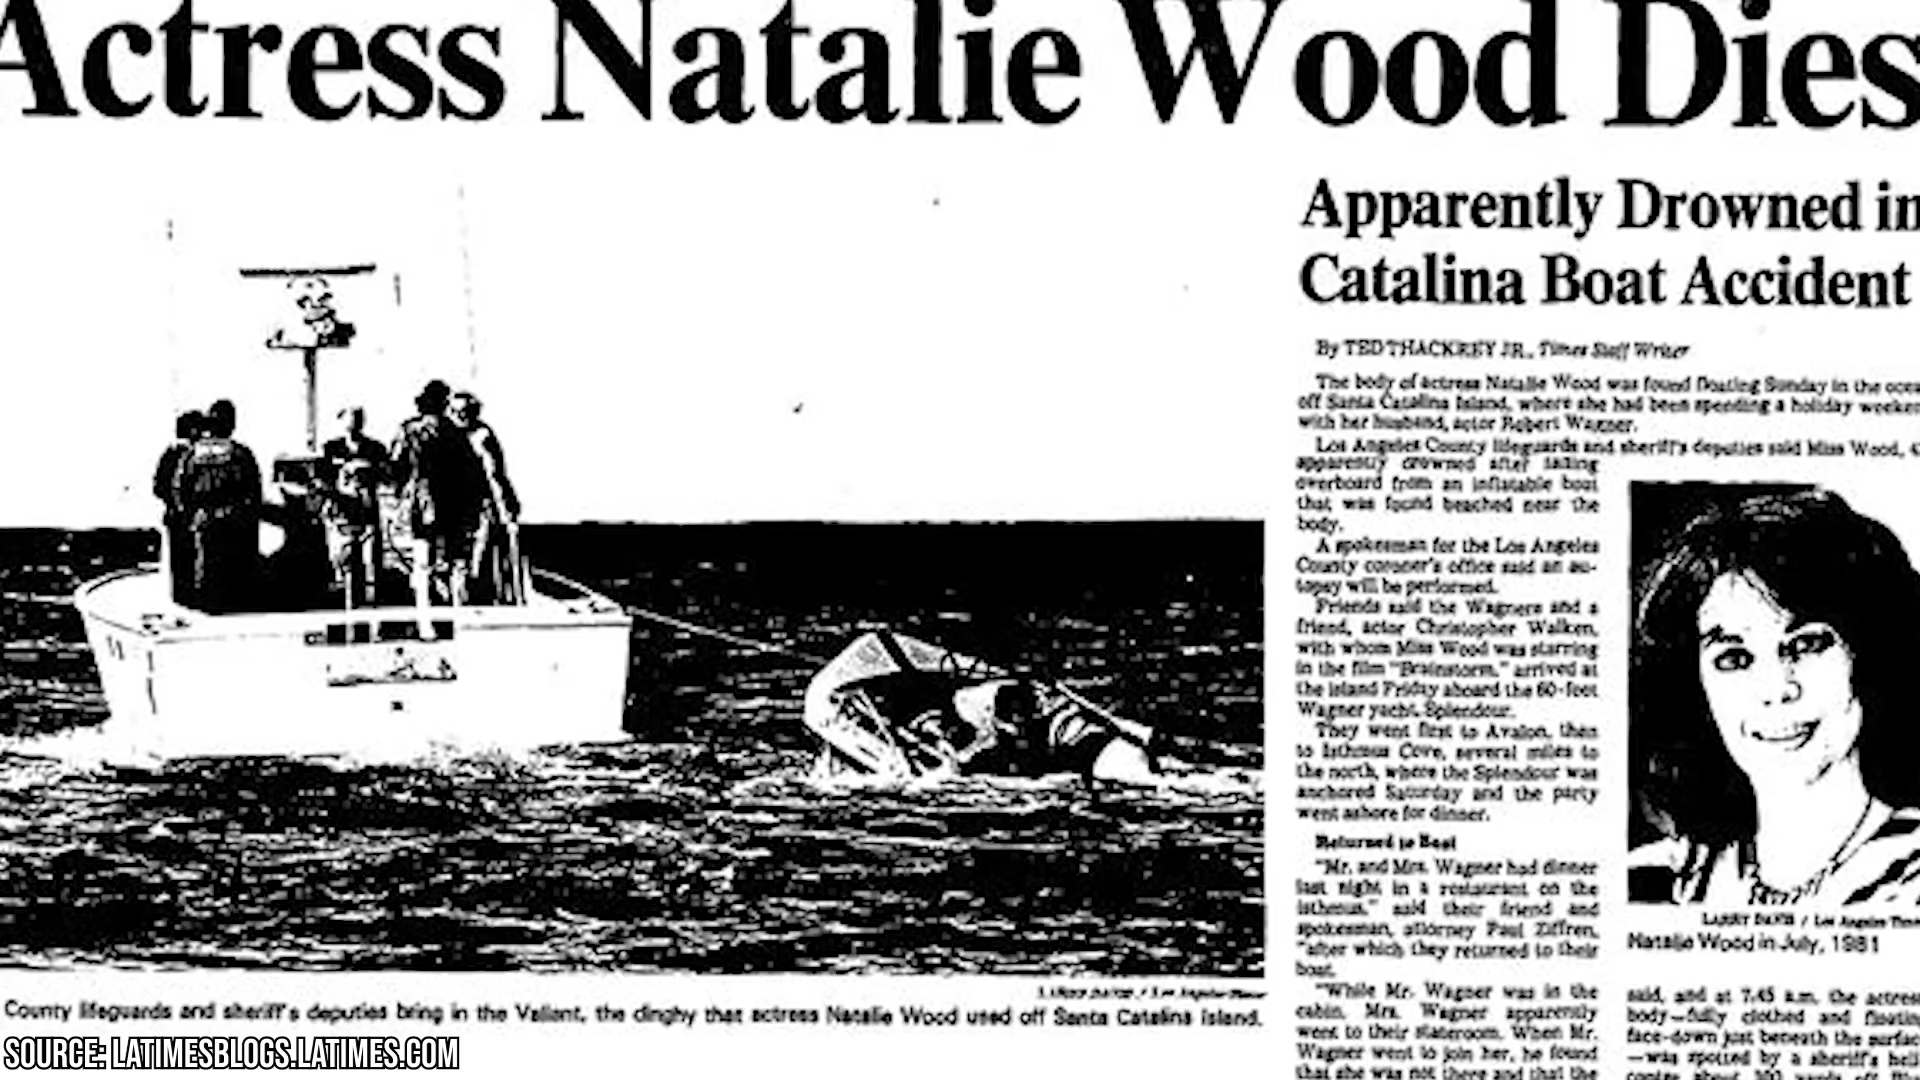 Actress Natalie Wood Dies
Apparently Drowned in
Catalina Boat Accident
By TED THACKREY JR., Times Staff Writer
The body of actress Natalie Wood was found floating Sunday in the
off Santa Catalina Island, where she had been spending a holiday
with her husband, actor Robert Wagner.
Los Angeles County lifeguards and sheriff's deputies said Miss Wood,
apparently drowned after falling
overboard from an inflatable boat
that was found beached near the
body.
A spokesman for the Los Angeles
County coroner's office said an au-
topsy will be performed.
Friends said the Wagners and a
friend, actor Christopher Walken,
with whom Miss Wood was starring
in the film "Brainstorm," arrived at
the island Friday aboard the 60-foot
Wagner yacht, Splendour.
They went first to Avalon, then
to Isthmus Cove, several miles to
the north, where the Splendour was
anchored Saturday and the party
went ashore for dinner.
Returned to Boat
"Mr. and Mrs. Wagner had dinner
last night in a restaurant on the
isthmus," said their friend and
spokesman, attorney Paul Ziffren,
"after which they returned to their
boat.
"While Mr. Wagner was in the
cabin, Mrs. Wagner apparently
went to their stateroom. When Mr.
Wagner went to join her, he found
that she was not there and that the
LARRY DAVIS / Los Angeles Times
Natalie Wood in July, 1981
said, and at 7:45 a.m. the actress
body—fully clothed and floating
face-down just beneath the surface
—was spotted by a sheriff's
LARRY DAVIS / Los Angeles Times
County lifeguards and sheriff's deputies bring in the Valiant, the dinghy that actress Natalie Wood used off Santa Catalina Island.
SOURCE: LATIMESBLOGS.LATIMES.COM